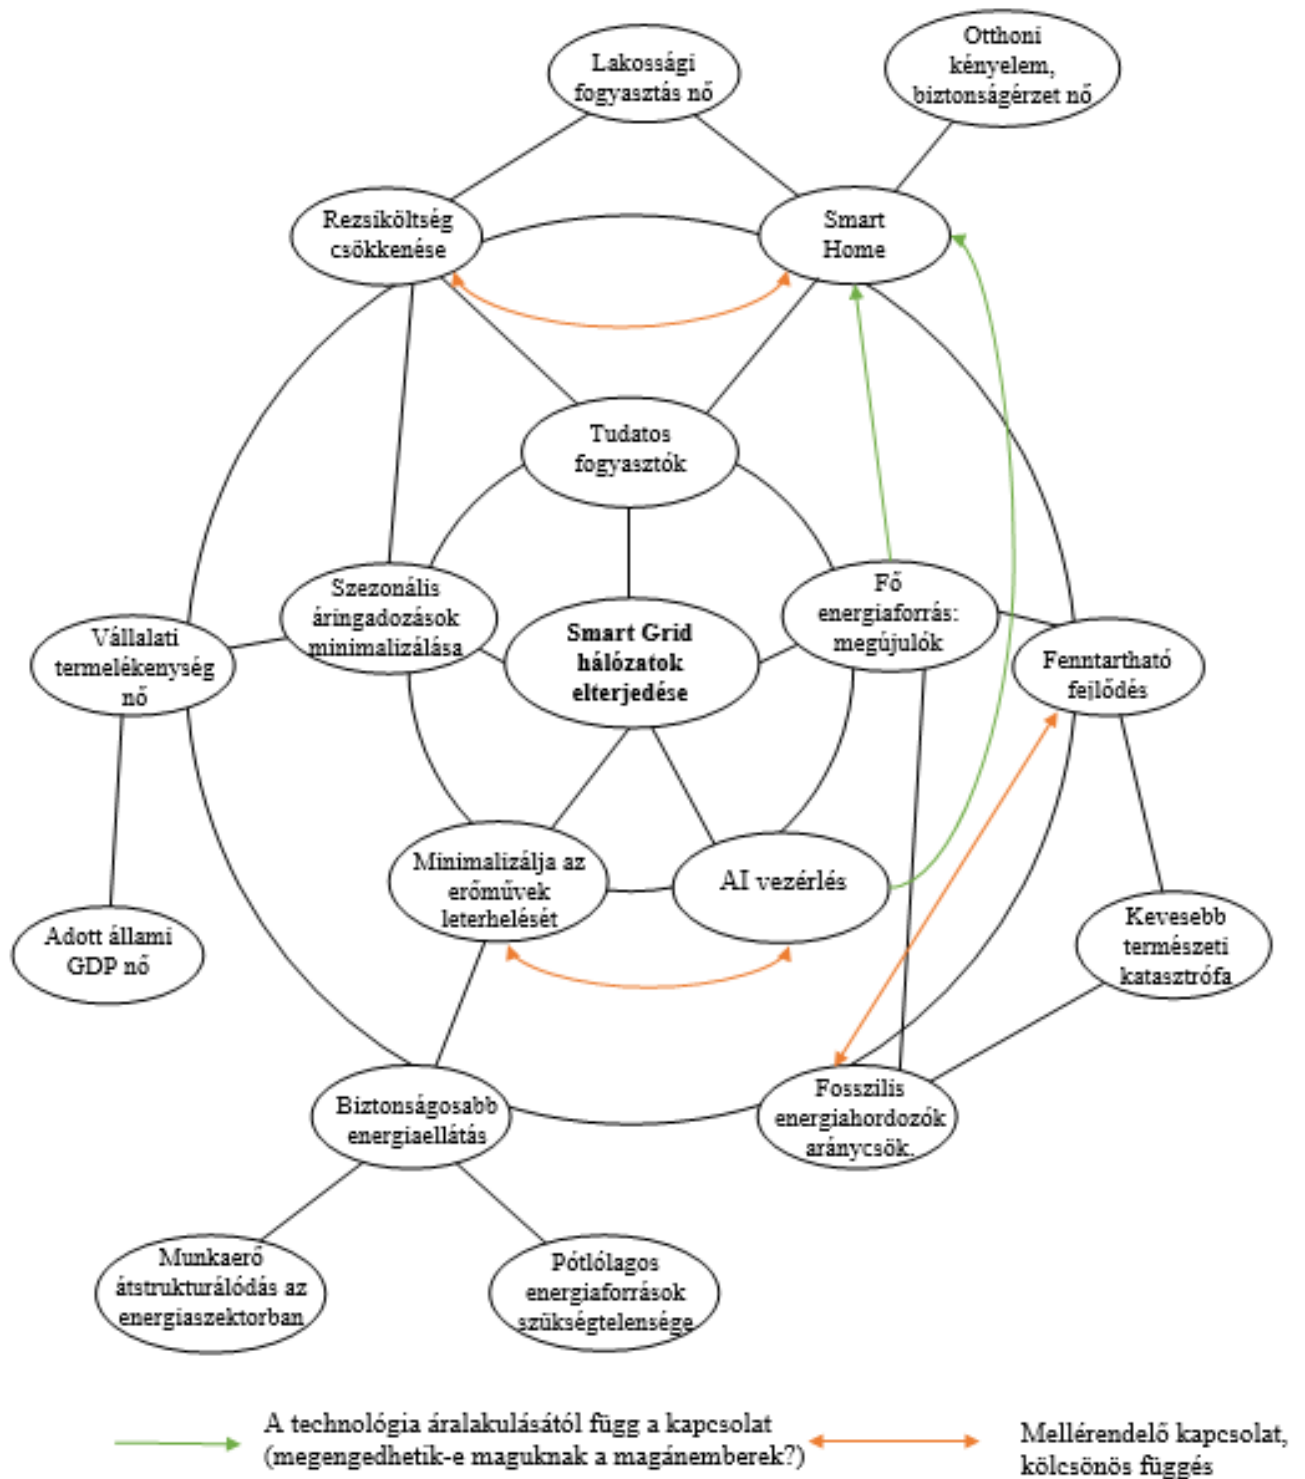 Lakossági
fogyasztás nő
Otthoni
kényelem,
biztonságérzet nő
Rezsiköltség
csökkenése
Smart
Home
Tudatos
fogyasztók
Szezonális
áringadozások
minimalizálása
Fő
energiaforrás:
megújulók
Smart Grid
hálózatok
elterjedése
Vállalati
termelékenység
nő
Fenntartható
fejlődés
Minimalizálja az
erőművek
leterhelését
AI vezérlés
Adott állami
GDP nő
Kevesebb
természeti
katasztrófa
Biztonságosabb
energiaellátás
Fosszilis
energiahordozók
aránycsök.
Munkaerő
átstrukturálódás az
energiaszektorban
Pótlólagos
energiaforrások
szükségtelensége
A technológia áralakulásától függ a kapcsolat
(megengedhetik-e maguknak a magánemberek?)
Mellérendelő kapcsolat,
kölcsönös függés